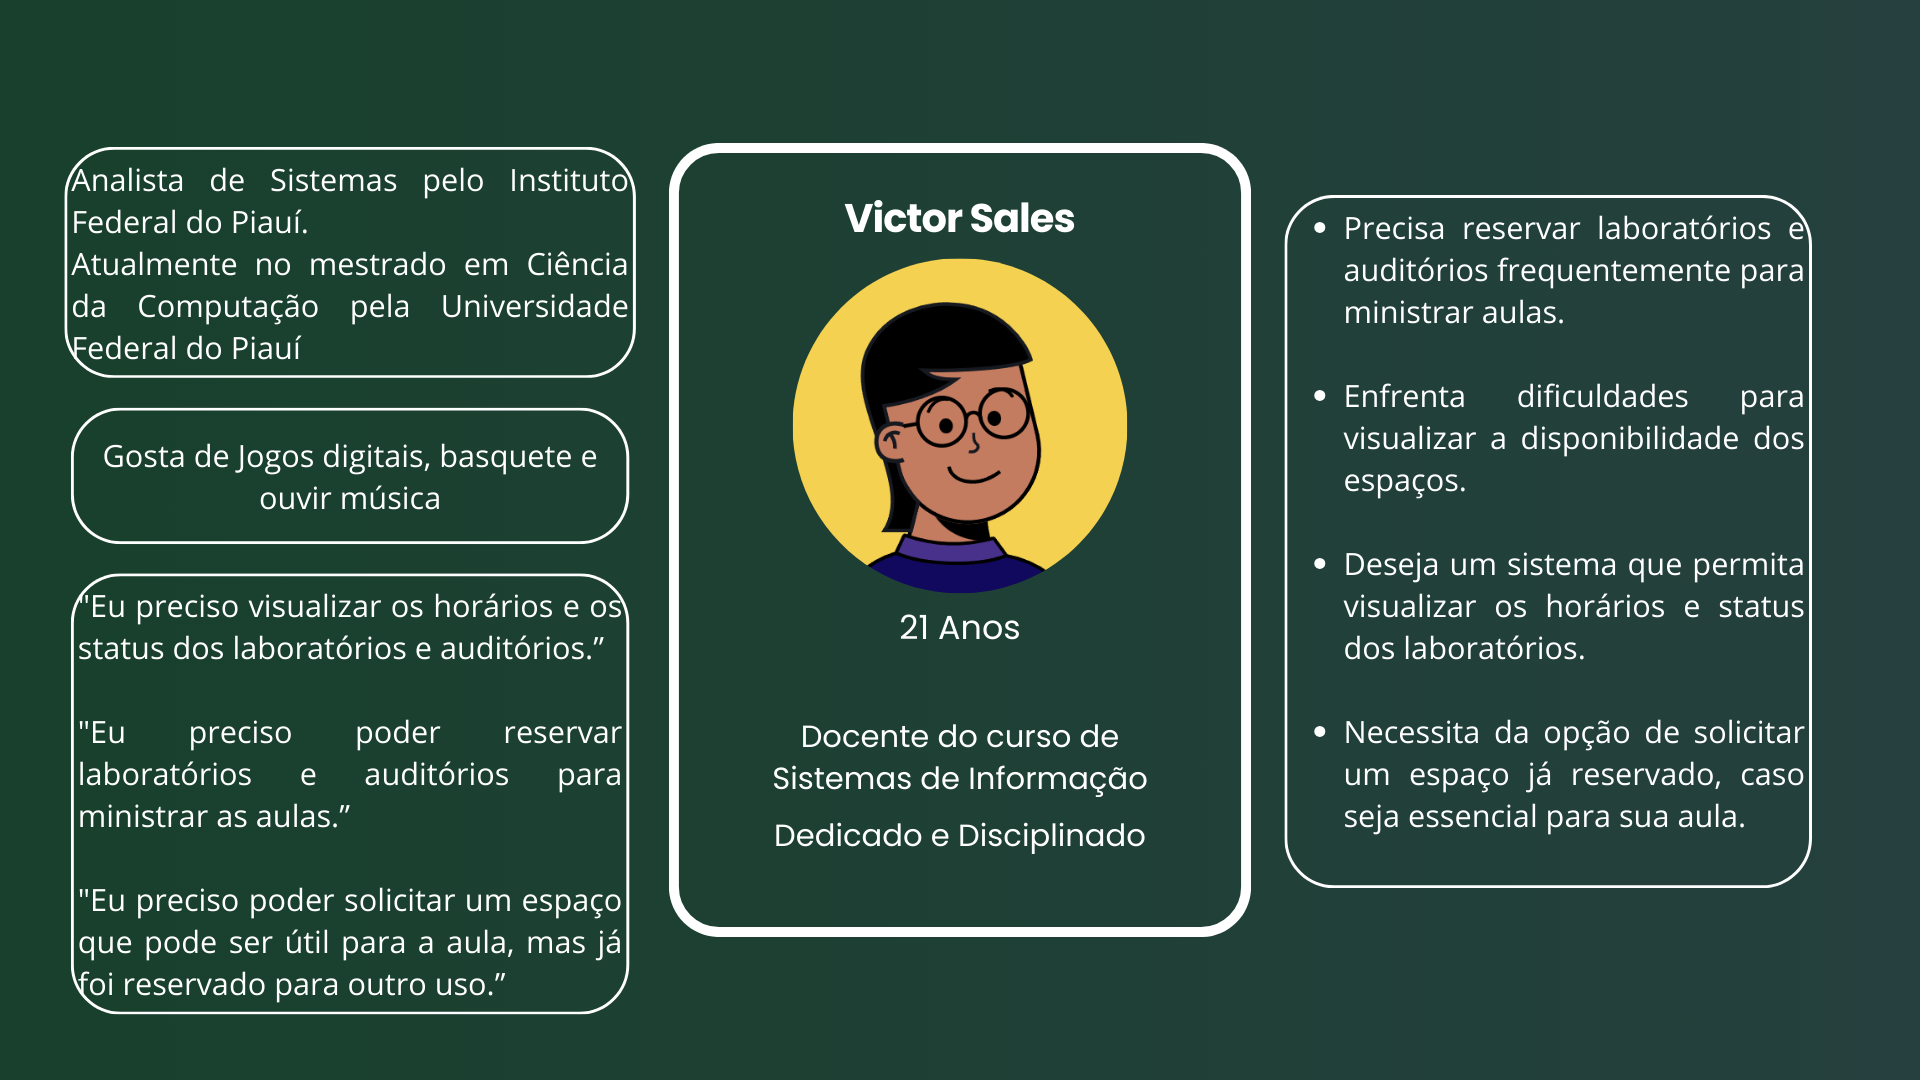 Analista de Sistemas pelo Instituto
Federal do Piauí.
Atualmente no mestrado em Ciência
da Computação pela Universidade
Federal do Piauí
Gosta de Jogos digitais, basquete e
ouvir música
"Eu preciso visualizar os horários e os
status dos laboratórios e auditórios.”
"Eu preciso poder reservar
laboratórios e auditórios para
ministrar as aulas.”
"Eu preciso poder solicitar um espaço
que pode ser útil para a aula, mas já
foi reservado para outro uso.”
Victor Sales
21 Anos
Docente do curso de
Sistemas de Informação
Dedicado e Disciplinado
• Precisa reservar laboratórios e
auditórios frequentemente para
ministrar aulas.
• Enfrenta dificuldades para
visualizar a disponibilidade dos
espaços.
• Deseja um sistema que permita
visualizar os horários e status
dos laboratórios.
• Necessita da opção de solicitar
um espaço já reservado, caso
seja essencial para sua aula.